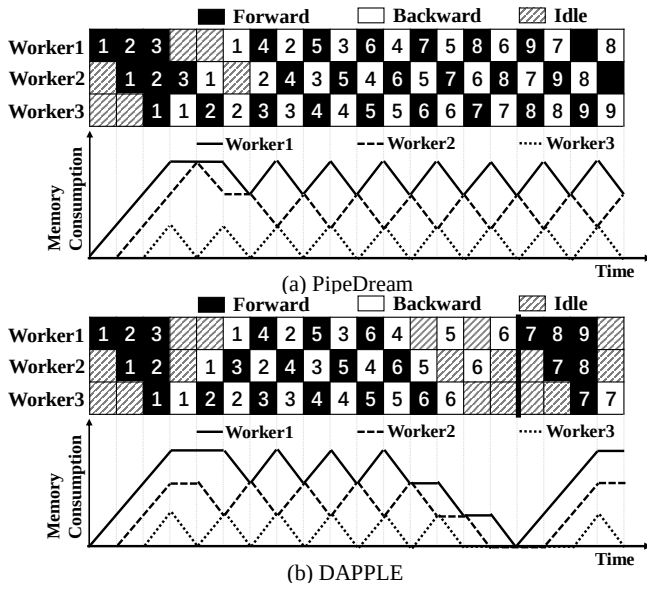 Forward Backward Idle
Worker1 1 2 3 1 4 2 5 3 6 4 7 5 8 6 9 7 8
Worker2 1 2 3 1 2 4 3 5 4 6 5 7 6 8 7 9 8
Worker3 1 1 2 2 3 3 4 4 5 5 6 6 7 7 8 8 9 9
Worker1 Worker2 Worker3
Memory
Consumption
Time
(a) PipeDream
Forward Backward Idle
Worker1 1 2 3 1 4 2 5 3 6 4 5 6 7 8 9
Worker2 1 2 1 3 2 4 3 5 4 6 5 6 7 8
Worker3 1 1 2 2 3 3 4 4 5 5 6 6 7 7
Worker1 Worker2 Worker3
Memory
Consumption
Time
(b) DAPPLE